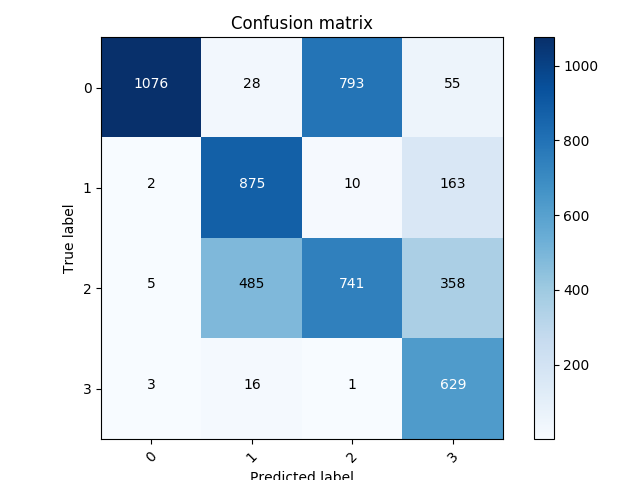 Confusion matrix
0 1076 28 793 55
1 2 875 10 163
2 5 485 741 358
3 3 16 1 629
0 1 2 3
True label
Predicted label
1000
800
600
400
200